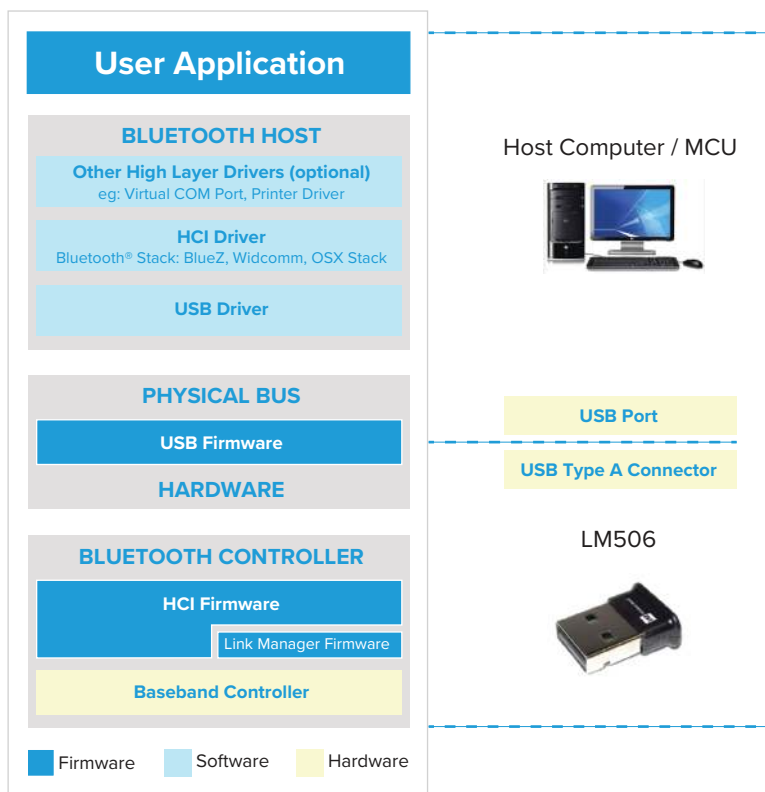 User Application
BLUETOOTH HOST
Other High Layer Drivers (optional)
eg: Virtual COM Port, Printer Driver
HCI Driver
Bluetooth® Stack: BlueZ, Widcomm, OSX Stack
USB Driver
PHYSICAL BUS
USB Firmware
HARDWARE
BLUETOOTH CONTROLLER
HCI Firmware
Link Manager Firmware
Baseband Controller
Firmware
Software
Hardware
Host Computer / MCU
USB Port
USB Type A Connector
LM506